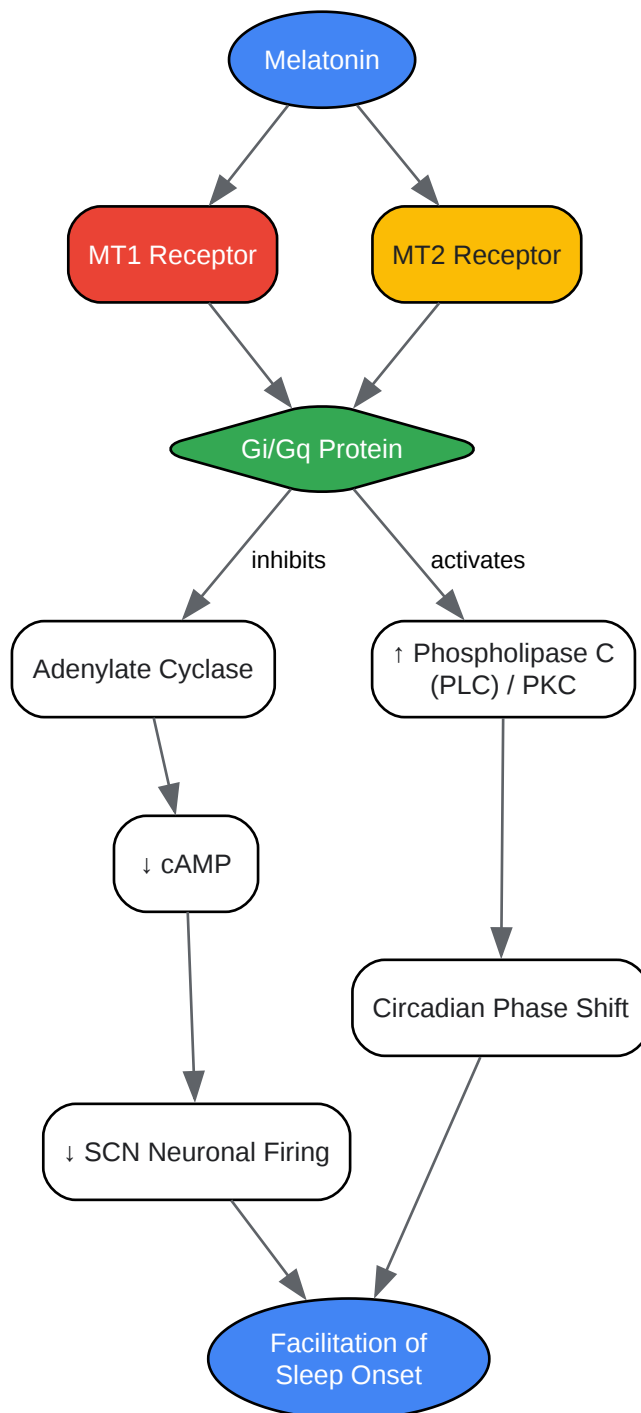 Melatonin
MT1 Receptor
MT2 Receptor
Gi/Gq Protein
inhibits
activates
Adenylate Cyclase
↑ Phospholipase C
(PLC) / PKC
↓ cAMP
Circadian Phase Shift
↓ SCN Neuronal Firing
Facilitation of
Sleep Onset